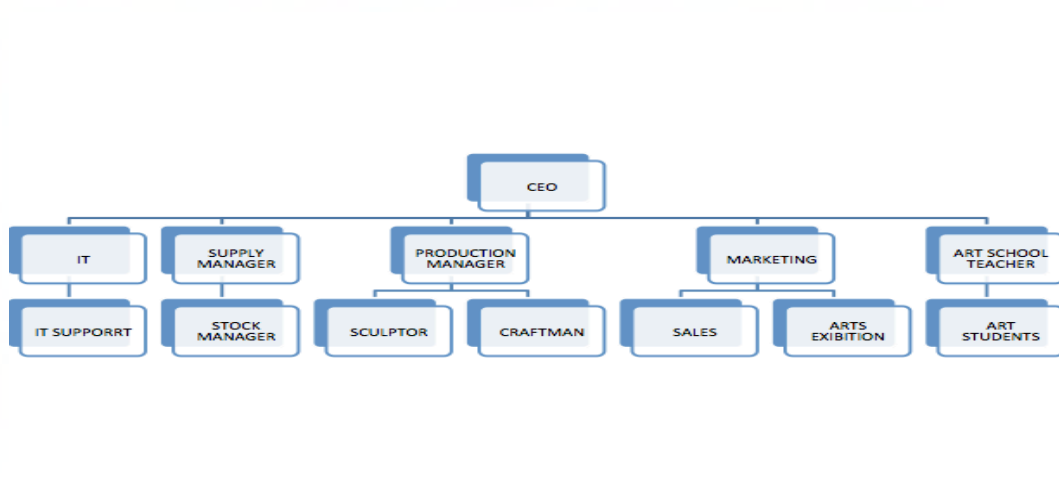 CEO
IT
SUPPLY
MANAGER
PRODUCTION
MANAGER
MARKETING
ART SCHOOL
TEACHER
IT SUPPORRT
STOCK
MANAGER
SCULPTOR
CRAFTMAN
SALES
ARTS
EXIBITION
ART
STUDENTS